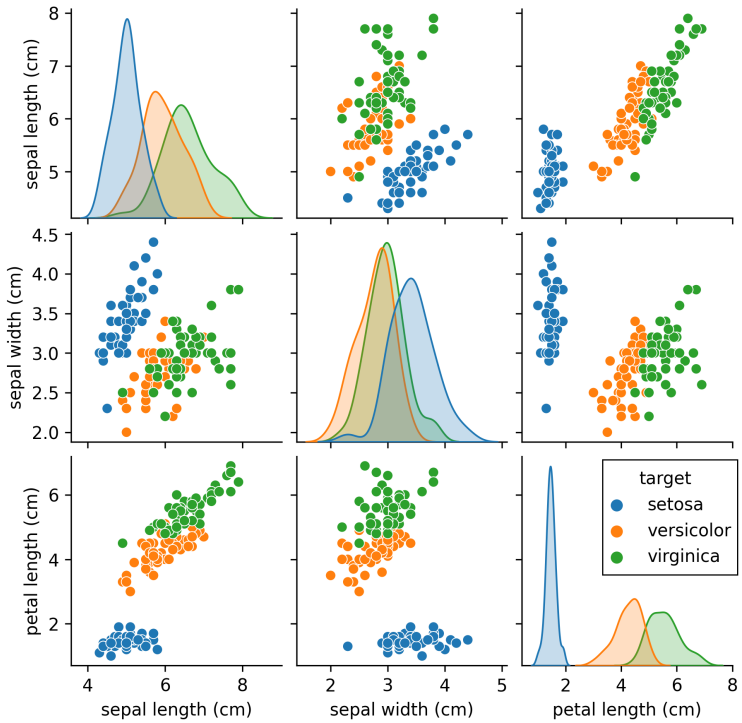 8
7
6
5
sepal length (cm)
4.5
4.0
3.5
3.0
2.5
2.0
sepal width (cm)
6
4
2
petal length (cm)
target
setosa
versicolor
virginica
4 6 8 2 3 4 5 2 4 6 8
sepal length (cm) sepal width (cm) petal length (cm)